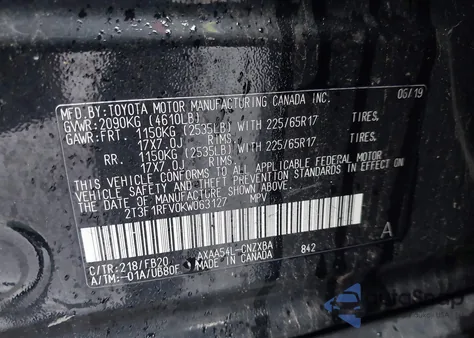 MFD.BY:TOYOTA MOTOR MANUFACTURING CANADA INC. 06/19
GVWR:2090KG (4610LB)
GAWR:FRT. 1150KG (2535LB) WITH 225/65R17 TIRES.
17X7.0J RIMS.
RR. 1150KG (2535LB) WITH 225/65R17 TIRES.
17X7.0J RIMS.
THIS VEHICLE CONFORMS TO ALL APPLICABLE FEDERAL MOTOR
VEHICLE SAFETY AND THEFT PREVENTION STANDARDS IN EFFECT ON
THE DATE OF MANUFACTURE SHOWN ABOVE.
2T3F1RFV0KW063127 MPV
C/TR:218/FB20 AXAA54L-CNZXBA 842 A
A/TM:-01A/UB80F MADE IN CANADA